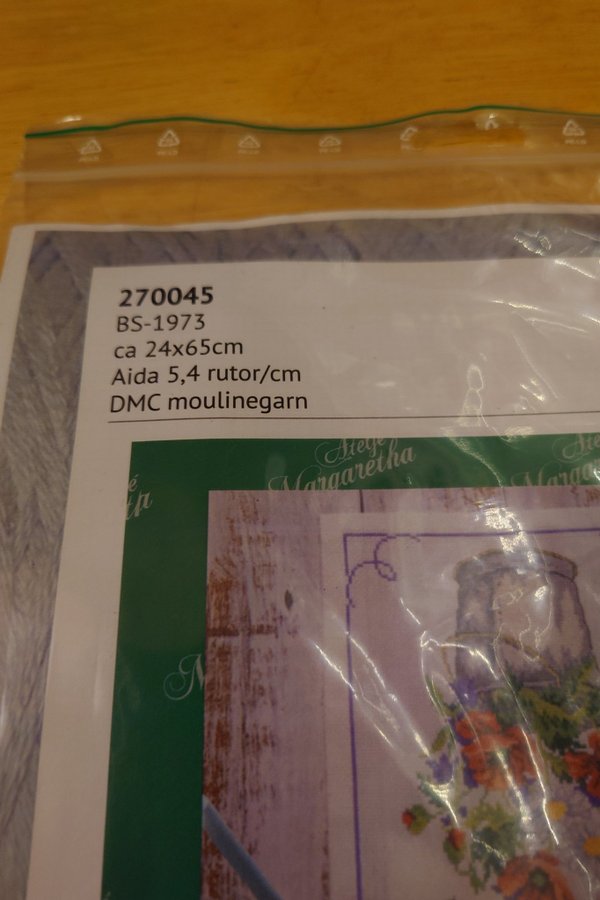 270045
BS-1973
ca 24x65cm
Aida 5,4 rutor/cm
DMC moulinegarn
Margaretha